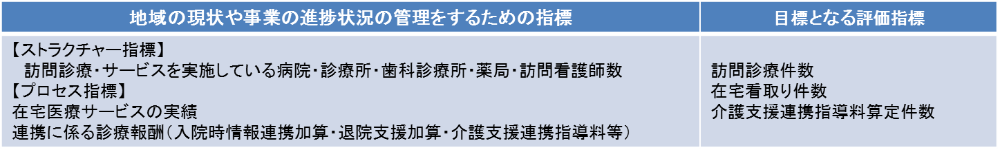 地域の現状や事業の進捗状況の管理をするための指標
目標となる評価指標
【ストラクチャー指標】
訪問診療・サービスを実施している病院・診療所・歯科診療所・薬局・訪問看護師数
【プロセス指標】
在宅医療サービスの実績
連携に係る診療報酬（入院時情報連携加算・退院支援加算・介護支援連携指導料等）
訪問診療件数
在宅看取り件数
介護支援連携指導料算定件数